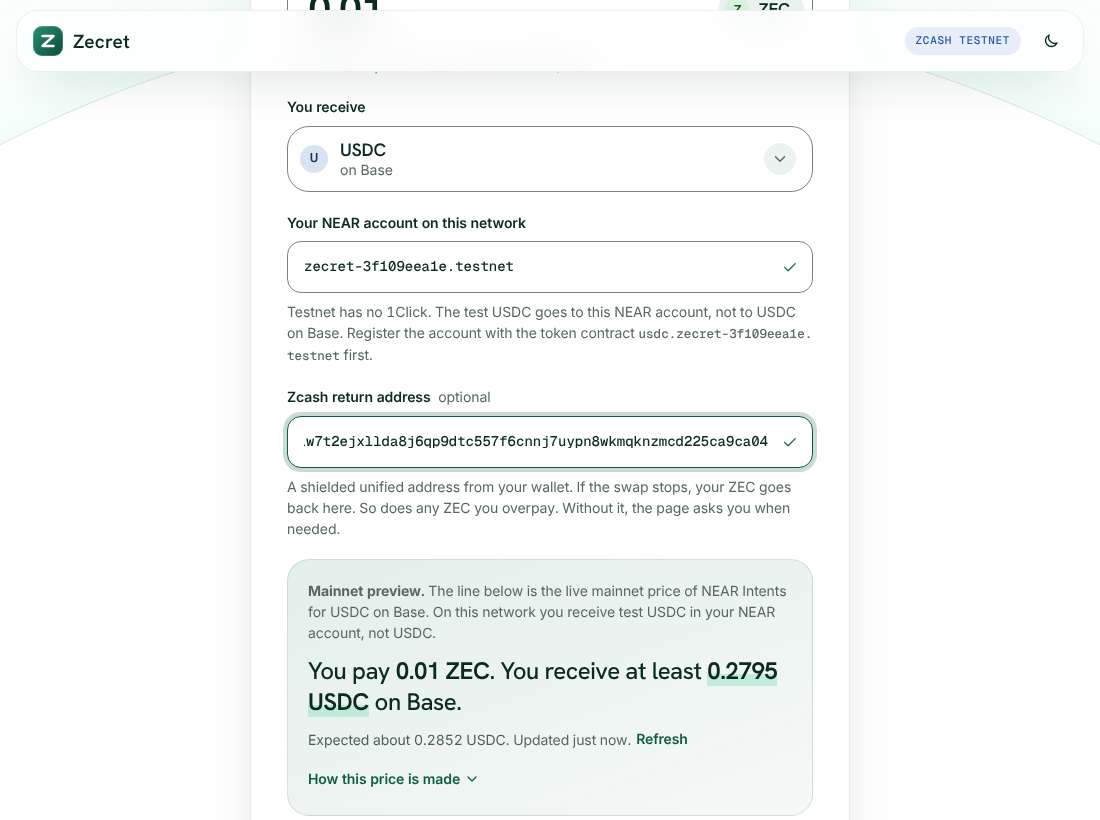 0.01
Z ZEC
Z Zecret
ZCASH TESTNET
You receive
U
USDC
on Base
Your NEAR account on this network
zecret-3f109eea1e.testnet
Testnet has no 1Click. The test USDC goes to this NEAR account, not to USDC
on Base. Register the account with the token contract usdc.zecret-3f109eea1e.
testnet first.
Zcash return address optional
w7t2ejxllda8j6qp9dtc557f6cnnj7uypn8wkmqknzmcd225ca9ca04
A shielded unified address from your wallet. If the swap stops, your ZEC goes
back here. So does any ZEC you overpay. Without it, the page asks you when
needed.
Mainnet preview. The line below is the live mainnet price of NEAR Intents
for USDC on Base. On this network you receive test USDC in your NEAR
account, not USDC.
You pay 0.01 ZEC. You receive at least 0.2795
USDC on Base.
Expected about 0.2852 USDC. Updated just now. Refresh
How this price is made